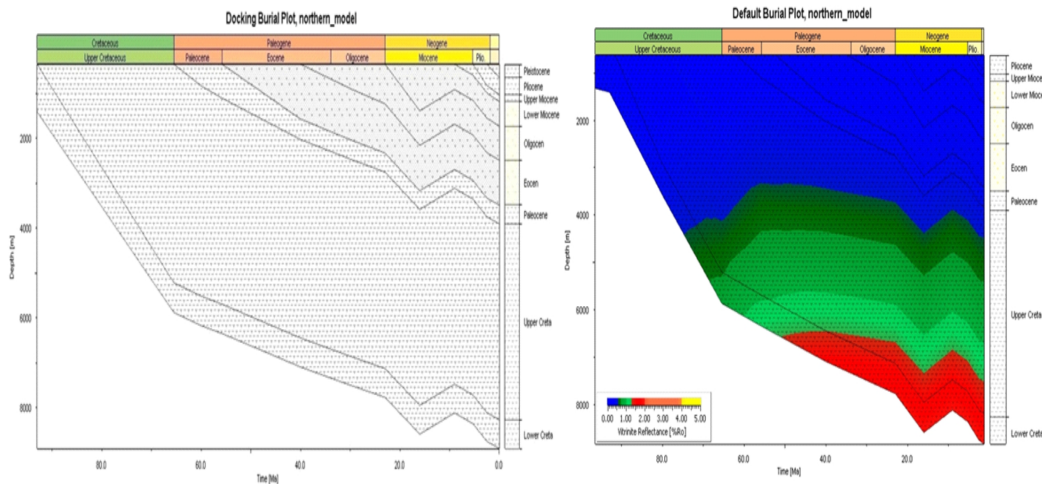 Docking Burial Plot, northern_model
Cretaceous Paleogene Neogene
Upper Cretaceous Paleocene Eocene Oligocene Miocene Plio.
Pleistocene
Pliocene
Upper Miocene
Lower Miocene
Oligocen
Eocen
Paleocene
Upper Creta
Lower Creta
Depth [m]
2000
4000
6000
8000
80.0 60.0 40.0 20.0 0.0
Time [Ma]
Default Burial Plot, northern_model
Cretaceous Paleogene Neogene
Upper Cretaceous Paleocene Eocene Oligocene Miocene Plio.
Pliocene
Upper Miocene
Lower Miocene
Oligocen
Eocen
Paleocene
Upper Creta
Lower Creta
Depth [m]
2000
4000
6000
8000
0.00 1.00 2.00 3.00 4.00 5.00
Vitrinite Reflectance [%Ro]
80.0 60.0 40.0 20.0
Time [Ma]